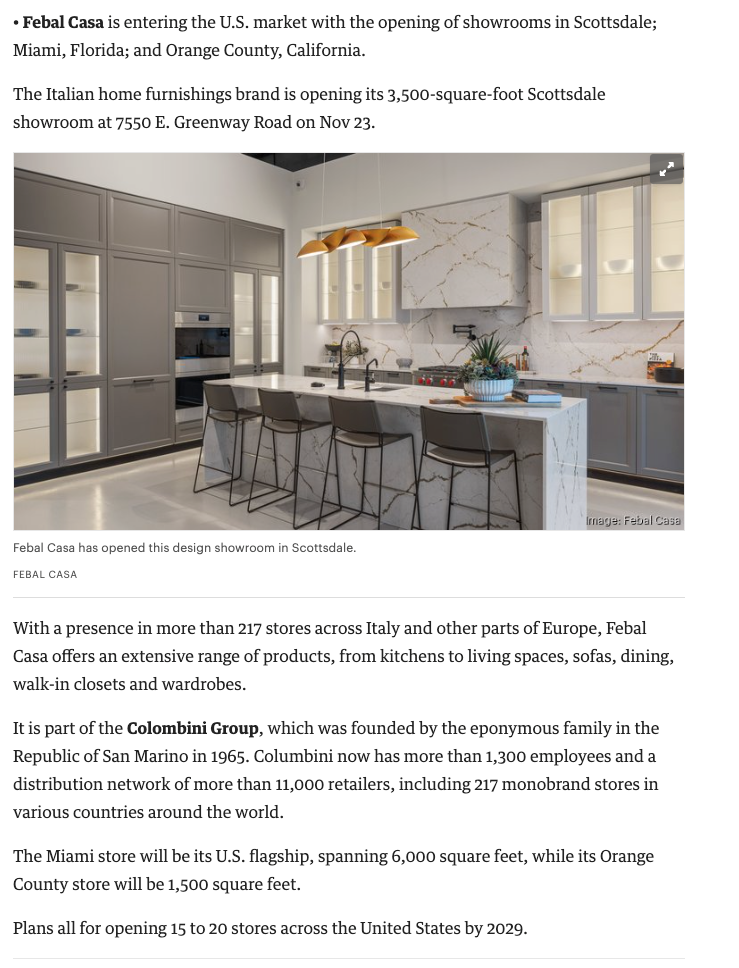 • Febal Casa is entering the U.S. market with the opening of showrooms in Scottsdale;
Miami, Florida; and Orange County, California.
The Italian home furnishings brand is opening its 3,500-square-foot Scottsdale
showroom at 7550 E. Greenway Road on Nov 23.
Image: Febal Casa
Febal Casa has opened this design showroom in Scottsdale.
FEBAL CASA
With a presence in more than 217 stores across Italy and other parts of Europe, Febal
Casa offers an extensive range of products, from kitchens to living spaces, sofas, dining,
walk-in closets and wardrobes.
It is part of the Colombini Group, which was founded by the eponymous family in the
Republic of San Marino in 1965. Columbini now has more than 1,300 employees and a
distribution network of more than 11,000 retailers, including 217 monobrand stores in
various countries around the world.
The Miami store will be its U.S. flagship, spanning 6,000 square feet, while its Orange
County store will be 1,500 square feet.
Plans all for opening 15 to 20 stores across the United States by 2029.